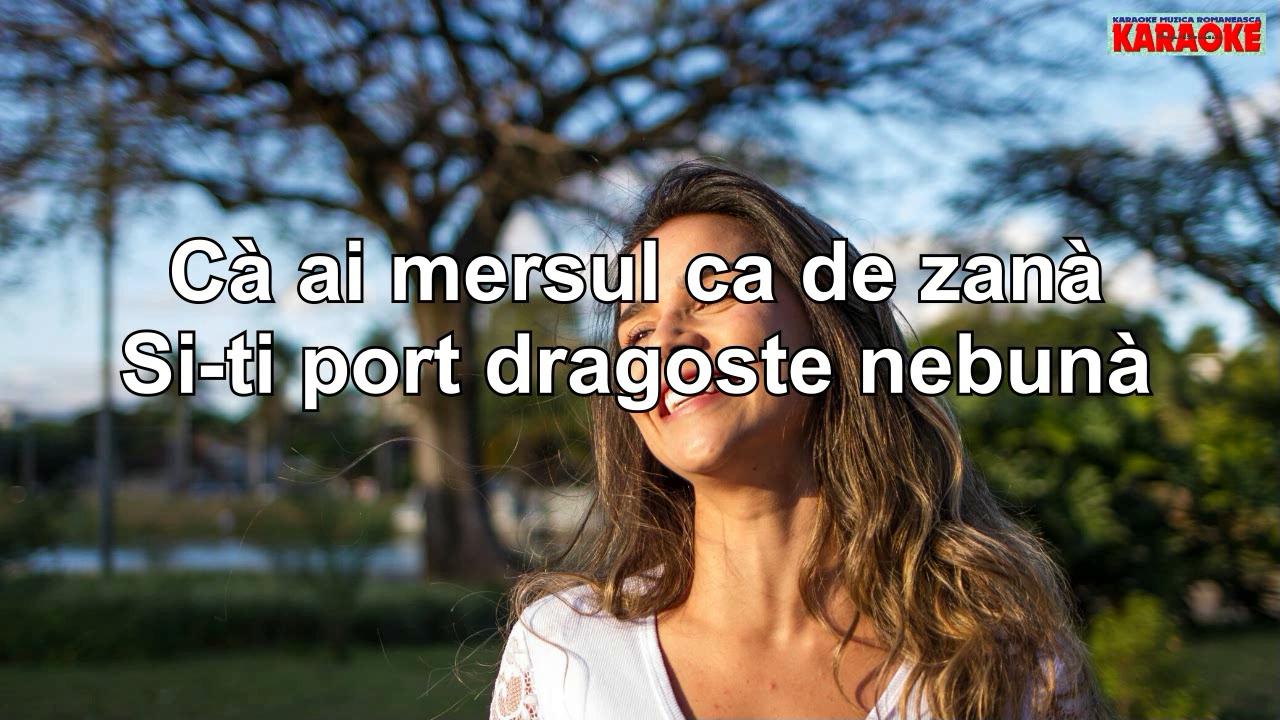 KARAOKE MUZICA ROMANEASCA
KARAOKE
Cà ai mersul ca de zanà
Si-ti port dragoste nebunà